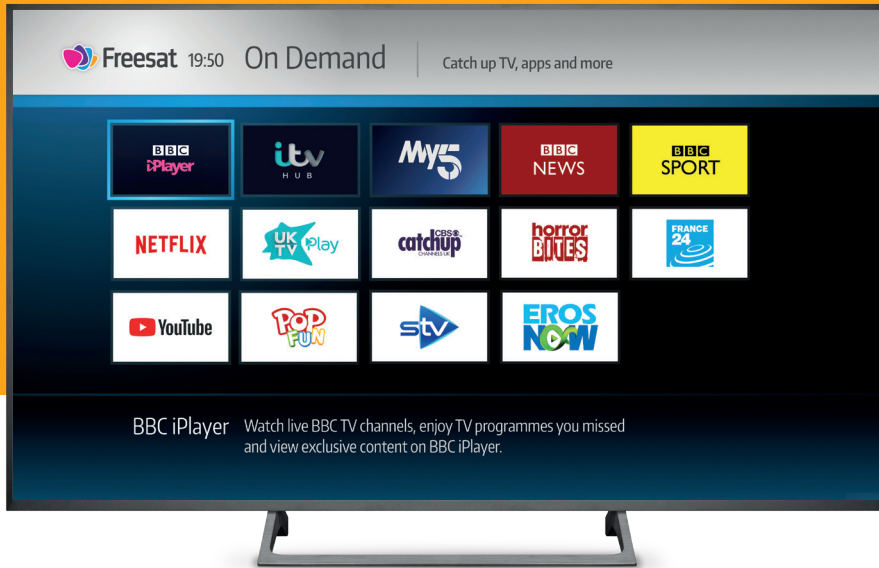 Freesat 19:50 On Demand Catch up TV, apps and more
BBC iPlayer
itv HUB
My5
BBC NEWS
BBC SPORT
NETFLIX
UK TV Play
CBS catchup CHANNELS UK
horror BITES
FRANCE 24
YouTube
POP FUN
stv
EROS NOW
BBC iPlayer Watch live BBC TV channels, enjoy TV programmes you missed
and view exclusive content on BBC iPlayer.